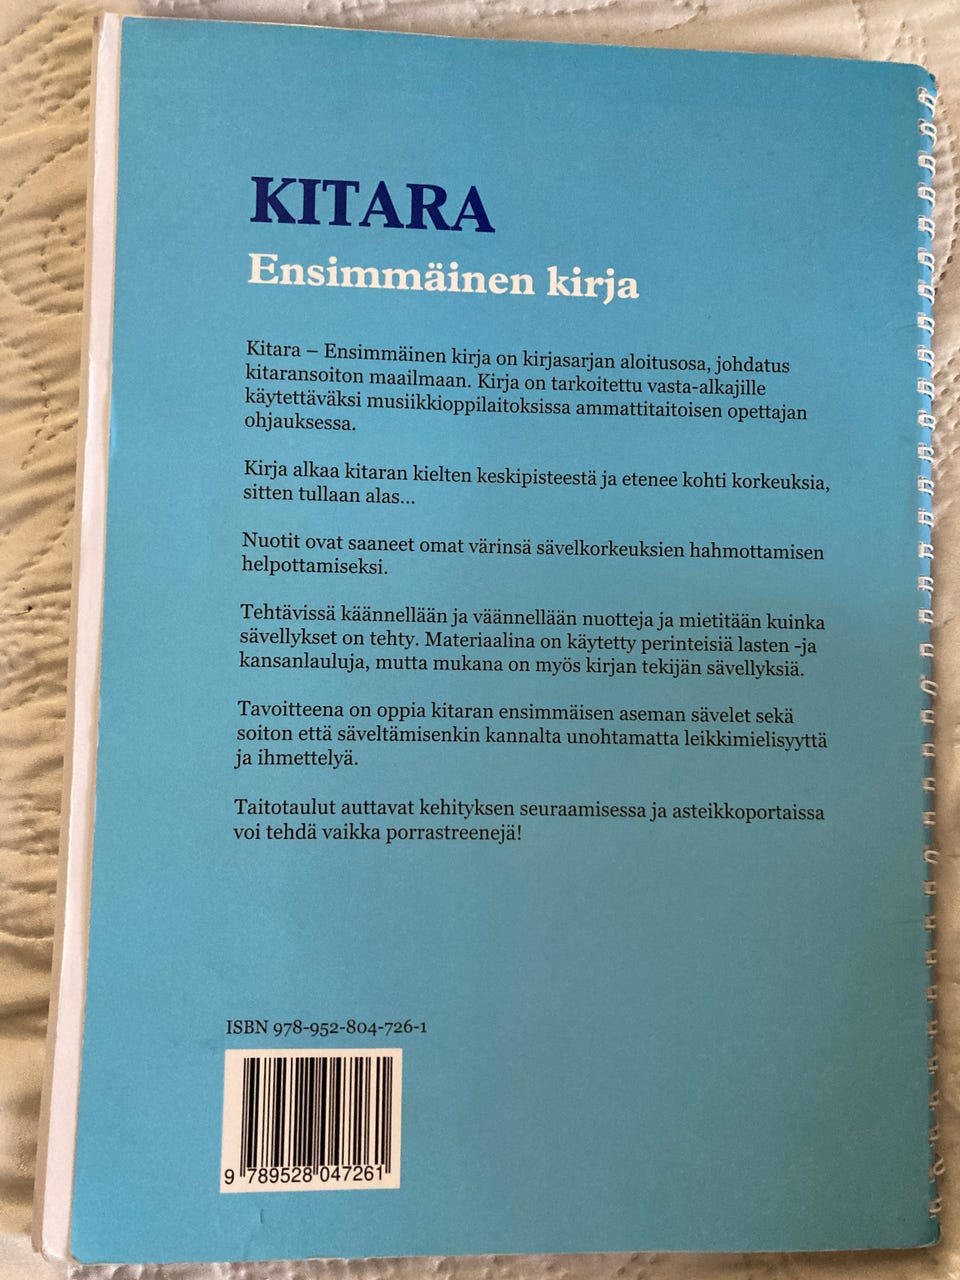 KITARA
Ensimmäinen kirja
Kitara – Ensimmäinen kirja on kirjasarjan aloitusosa, johdatus
kitaransoiton maailmaan. Kirja on tarkoitettu vasta-alkajille
käytettäväksi musiikkioppilaitoksissa ammattitaitoisen opettajan
ohjauksessa.
Kirja alkaa kitaran kielten keskipisteestä ja etenee kohti korkeuksia,
sitten tullaan alas...
Nuotit ovat saaneet omat värinsä sävelkorkeuksien hahmottamisen
helpottamiseksi.
Tehtävissä käännellään ja väännellään nuotteja ja mietitään kuinka
sävellykset on tehty. Materiaalina on käytetty perinteisiä lasten -ja
kansanlauluja, mutta mukana on myös kirjan tekijän sävellyksiä.
Tavoitteena on oppia kitaran ensimmäisen aseman sävelet sekä
soiton että säveltämisenkin kannalta unohtamatta leikkimielisyyttä
ja ihmettelyä.
Taitotaulut auttavat kehityksen seuraamisessa ja asteikkoportaissa
voi tehdä vaikka porrastreenejä!
ISBN 978-952-804-726-1
9 789528 047261